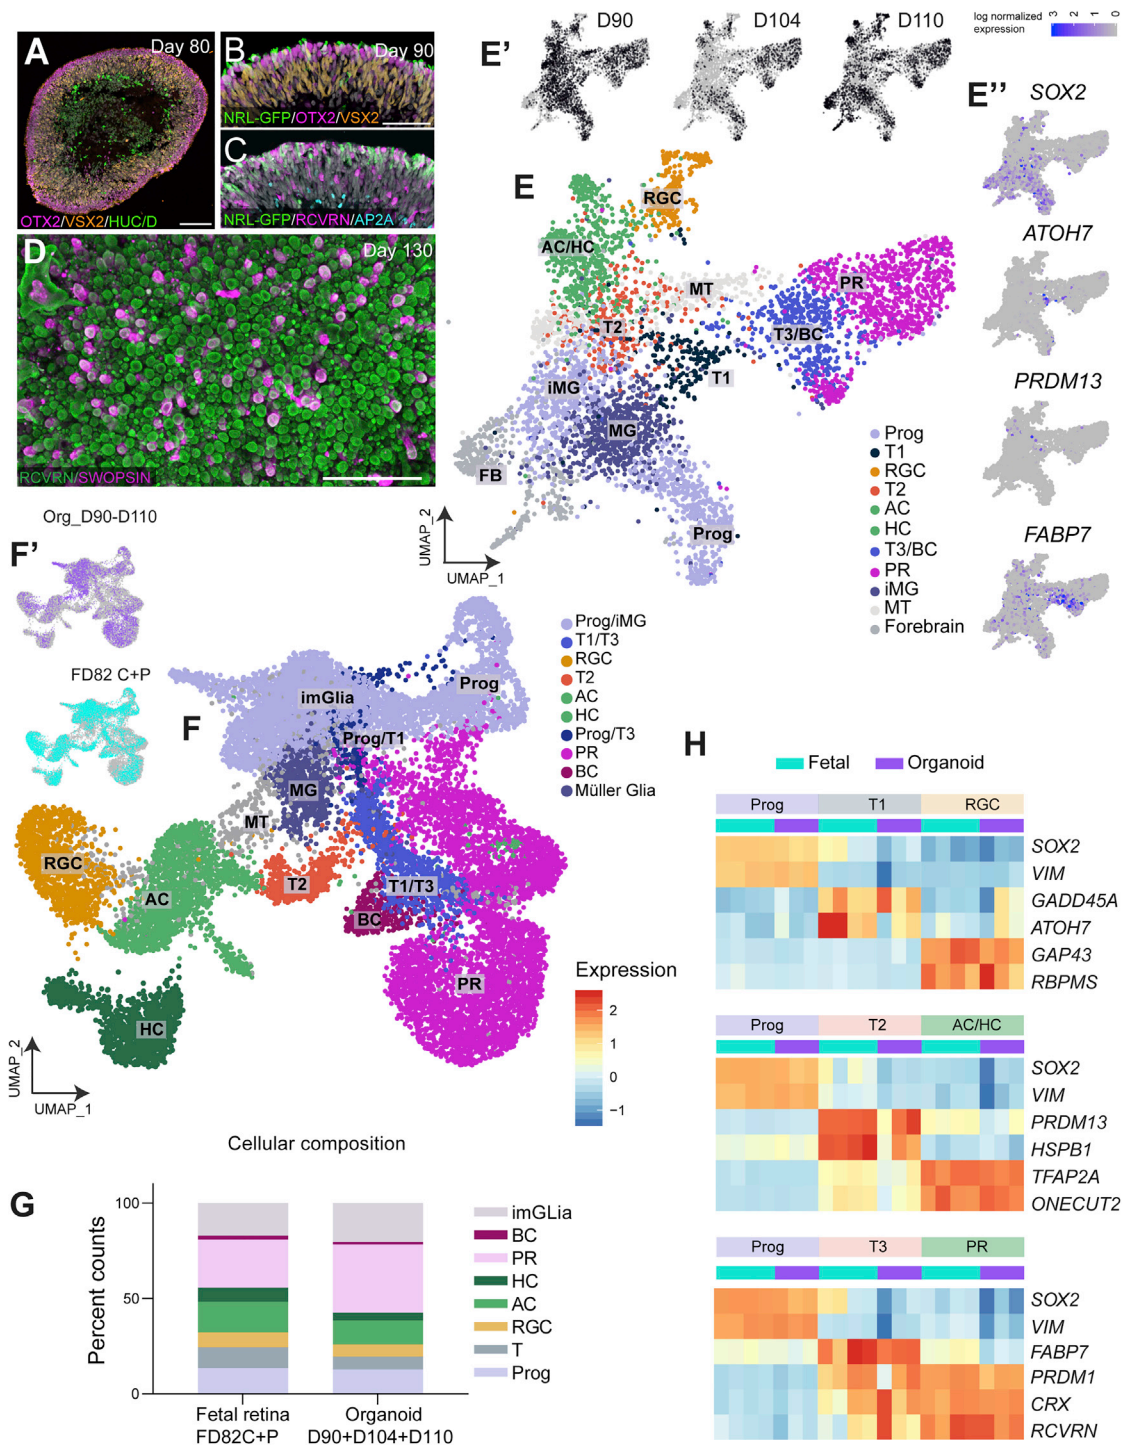 A
Day 80
OTX2/VSX2/HUC/D
B
Day 90
NRL-GFP/OTX2/VSX2
C
NRL-GFP/RCVRN/AP2A
D
Day 130
RCVRN/SWOPSIN
E'
D90
D104
D110
log normalized
expression
3
2
1
0
E''
SOX2
ATOH7
PRDM13
FABP7
E
RGC
AC/HC
MT
PR
T2
T3/BC
T1
iMG
MG
FB
Prog
UMAP_2
UMAP_1
Prog
T1
RGC
T2
AC
HC
T3/BC
PR
iMG
MT
Forebrain
Org_D90-D110
F'
FD82 C+P
F
imGlia
Prog
Prog/T1
MG
MT
RGC
AC
T2
T1/T3
BC
PR
HC
UMAP_2
UMAP_1
Prog/iMG
T1/T3
RGC
T2
AC
HC
Prog/T3
PR
BC
Müller Glia
Expression
2
1
0
−1
G
Cellular composition
Percent counts
100
50
0
Fetal retina
FD82C+P
Organoid
D90+D104+D110
imGLia
BC
PR
HC
AC
RGC
T
Prog
H
Fetal
Organoid
Prog T1 RGC
SOX2
VIM
GADD45A
ATOH7
GAP43
RBPMS
Prog T2 AC/HC
SOX2
VIM
PRDM13
HSPB1
TFAP2A
ONECUT2
Prog T3 PR
SOX2
VIM
FABP7
PRDM1
CRX
RCVRN